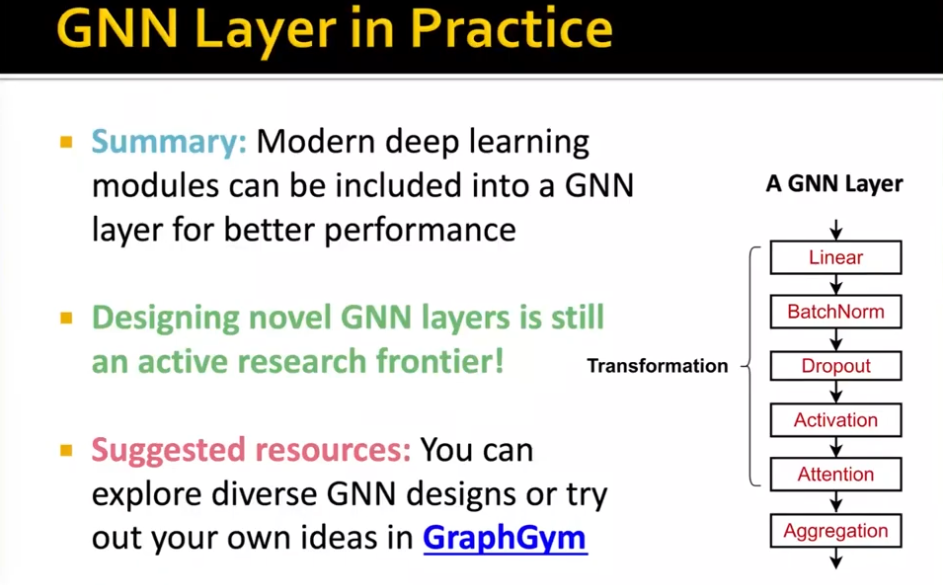 GNN Layer in Practice
Summary: Modern deep learning
modules can be included into a GNN
layer for better performance
Designing novel GNN layers is still
an active research frontier!
Suggested resources: You can
explore diverse GNN designs or try
out your own ideas in GraphGym
A GNN Layer
Transformation
Linear
BatchNorm
Dropout
Activation
Attention
Aggregation